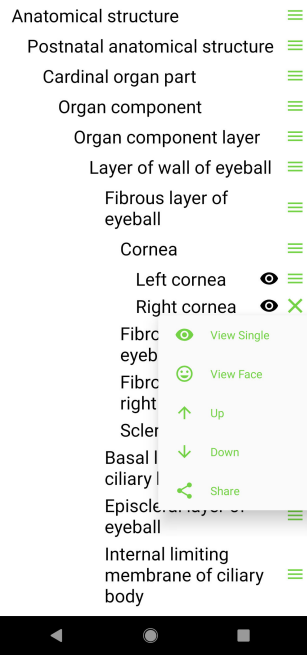 Anatomical structure
Postnatal anatomical structure
Cardinal organ part
Organ component
Organ component layer
Layer of wall of eyeball
Fibrous layer of
eyeball
Cornea
Left cornea
Right cornea
View Single
View Face
Up
Down
Share
right
Basal
ciliary
Episcleral layer of
eyeball
Internal limiting
membrane of ciliary
body